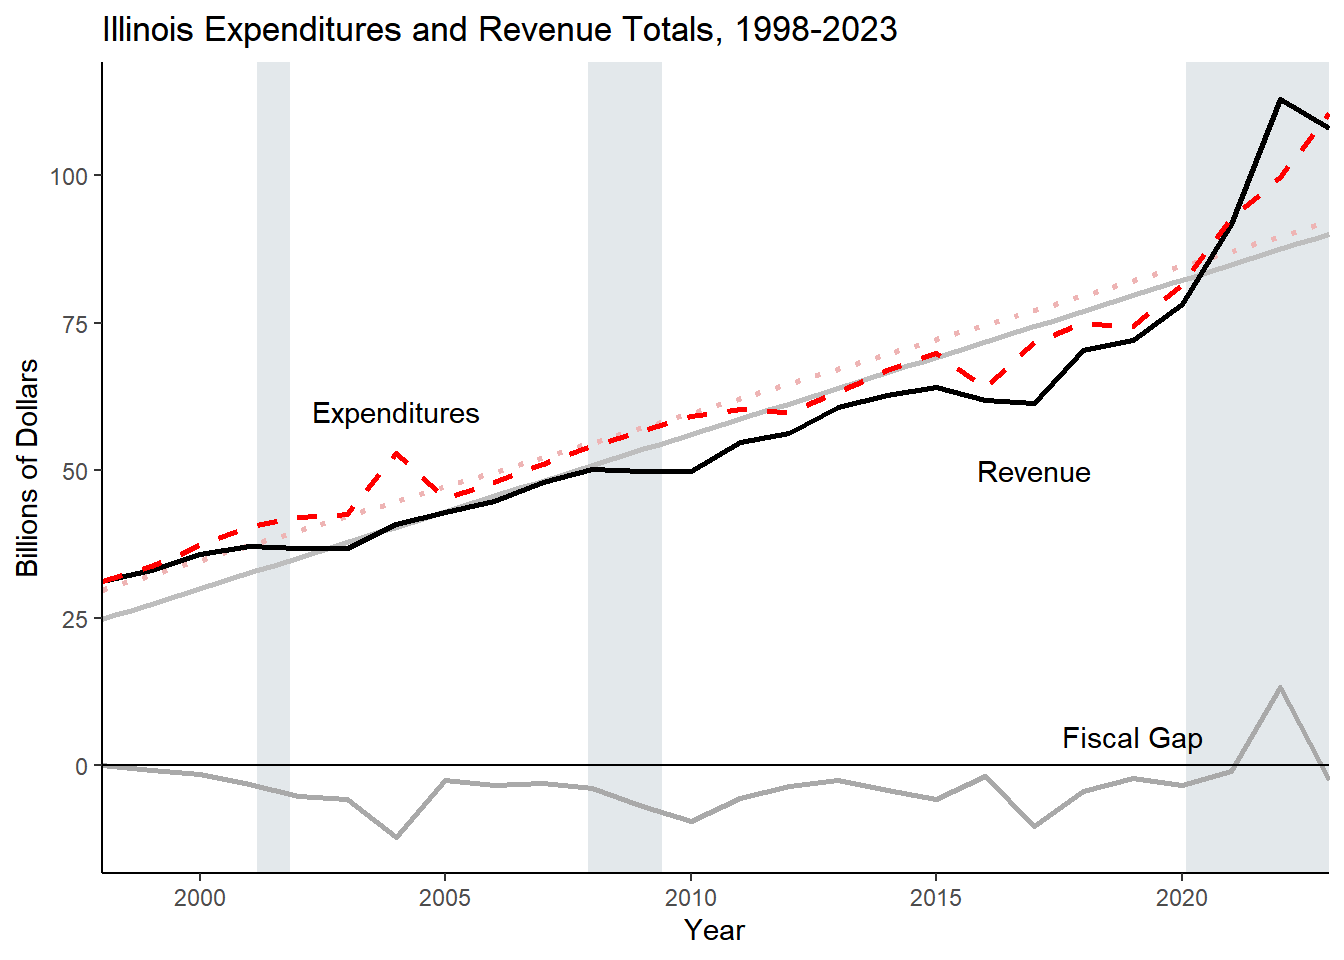 Illinois Expenditures and Revenue Totals, 1998-2023
Billions of Dollars
100
75
50
25
0
Expenditures
Revenue
Fiscal Gap
2000
2005
2010
2015
2020
Year